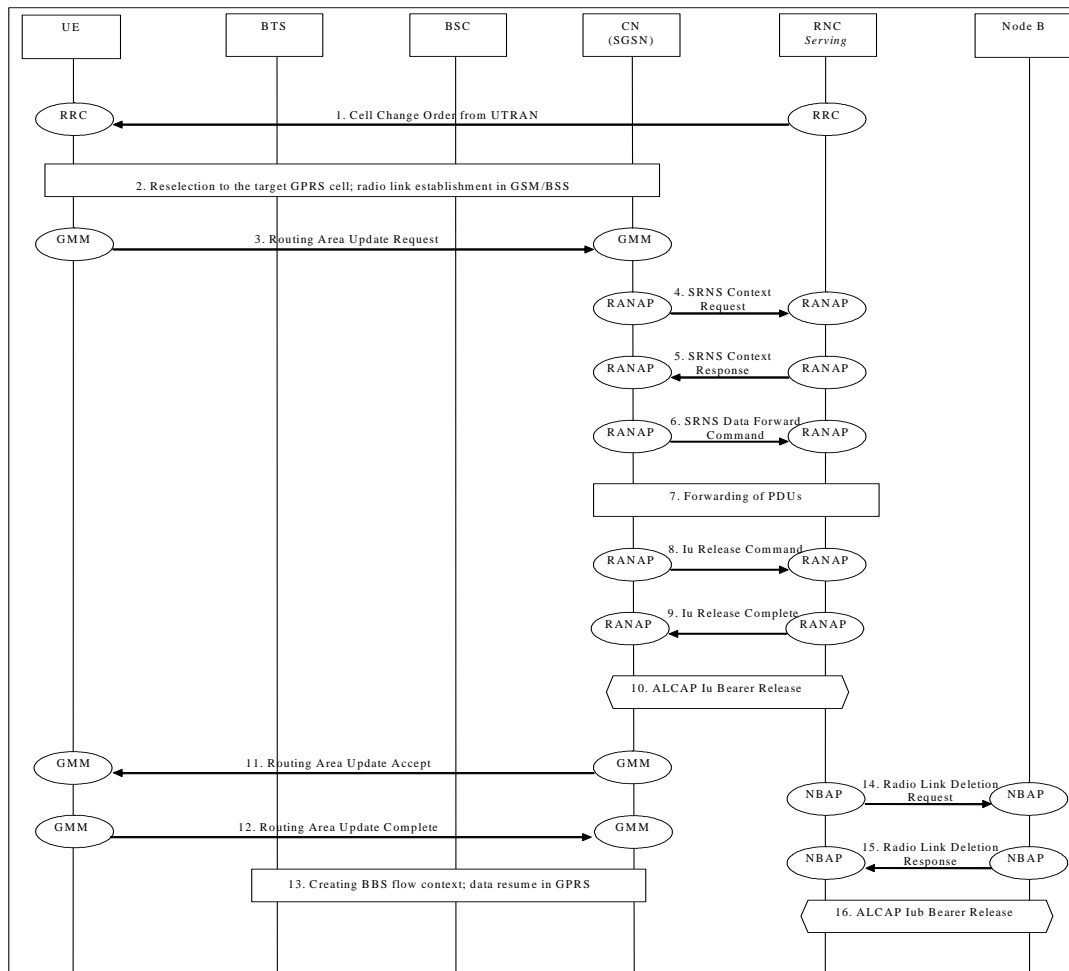 UE
BTS
BSC
CN
(SGSN)
RNC
Serving
Node B
RRC
1. Cell Change Order from UTRAN
RRC
2. Reselection to the target GPRS cell; radio link establishment in GSM/BSS
GMM
3. Routing Area Update Request
GMM
RANAP
4. SRNS Context
Request
RANAP
RANAP
5. SRNS Context
Response
RANAP
RANAP
6. SRNS Data Forward
Command
RANAP
7. Forwarding of PDUs
RANAP
8. Iu Release Command
RANAP
RANAP
9. Iu Release Complete
RANAP
10. ALCAP Iu Bearer Release
GMM
11. Routing Area Update Accept
GMM
NBAP
14. Radio Link Deletion
Request
NBAP
GMM
12. Routing Area Update Complete
GMM
NBAP
15. Radio Link Deletion
Response
NBAP
13. Creating BBS flow context; data resume in GPRS
16. ALCAP Iub Bearer Release